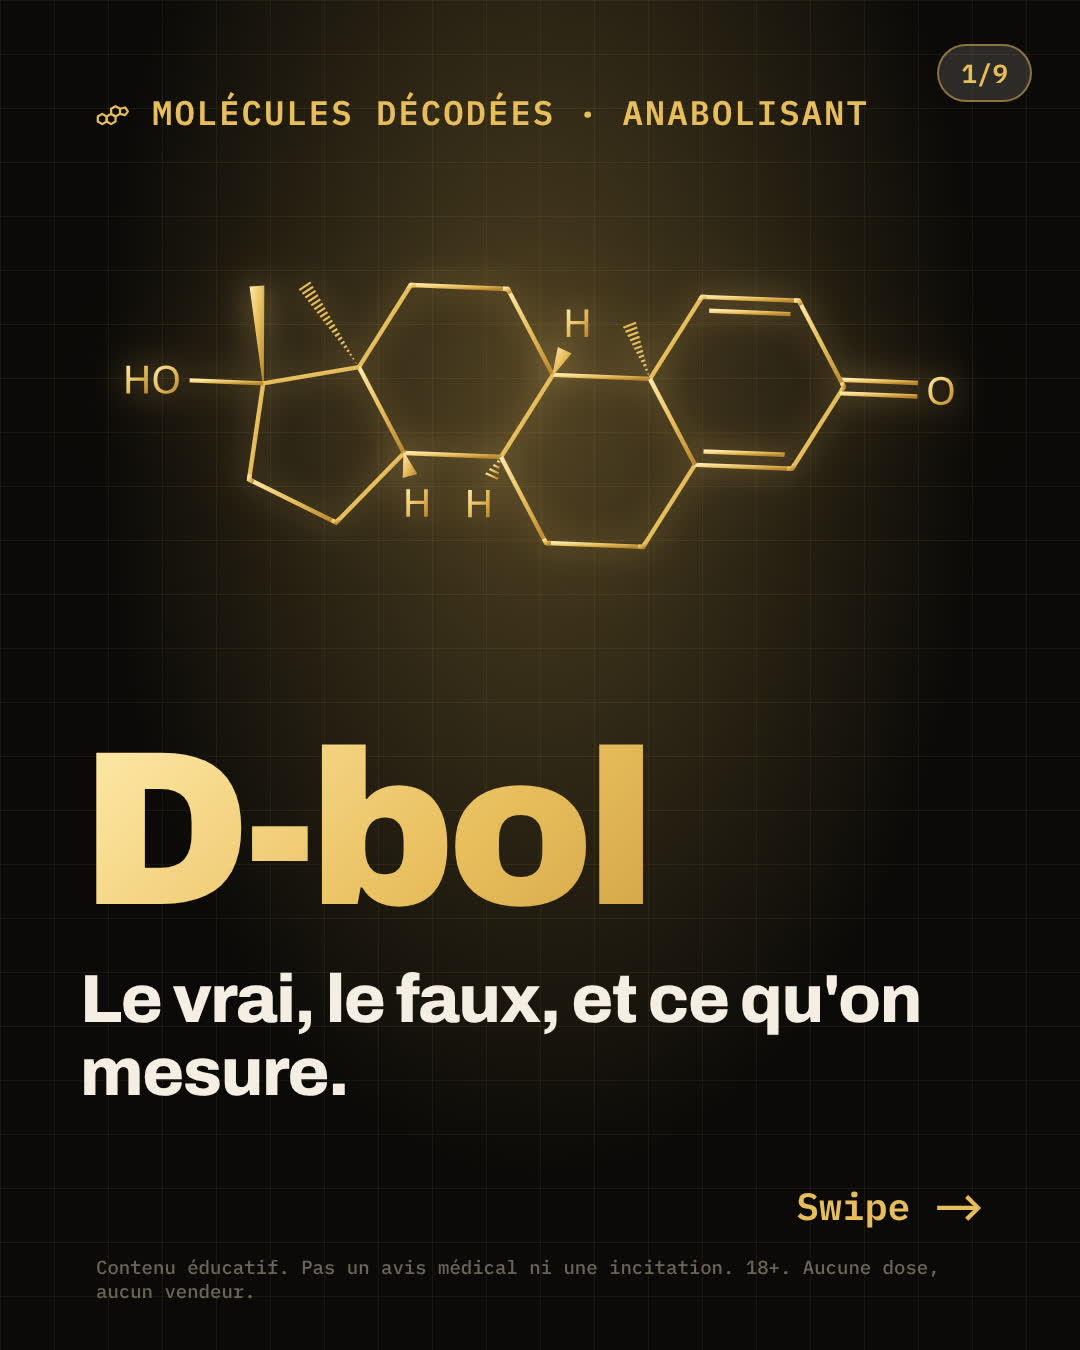 1/9
MOLÉCULES DÉCODÉES · ANABOLISANT
H
HO
O
H H
D-bol
Le vrai, le faux, et ce qu'on
mesure.
Swipe →
Contenu éducatif. Pas un avis médical ni une incitation. 18+. Aucune dose,
aucun vendeur.